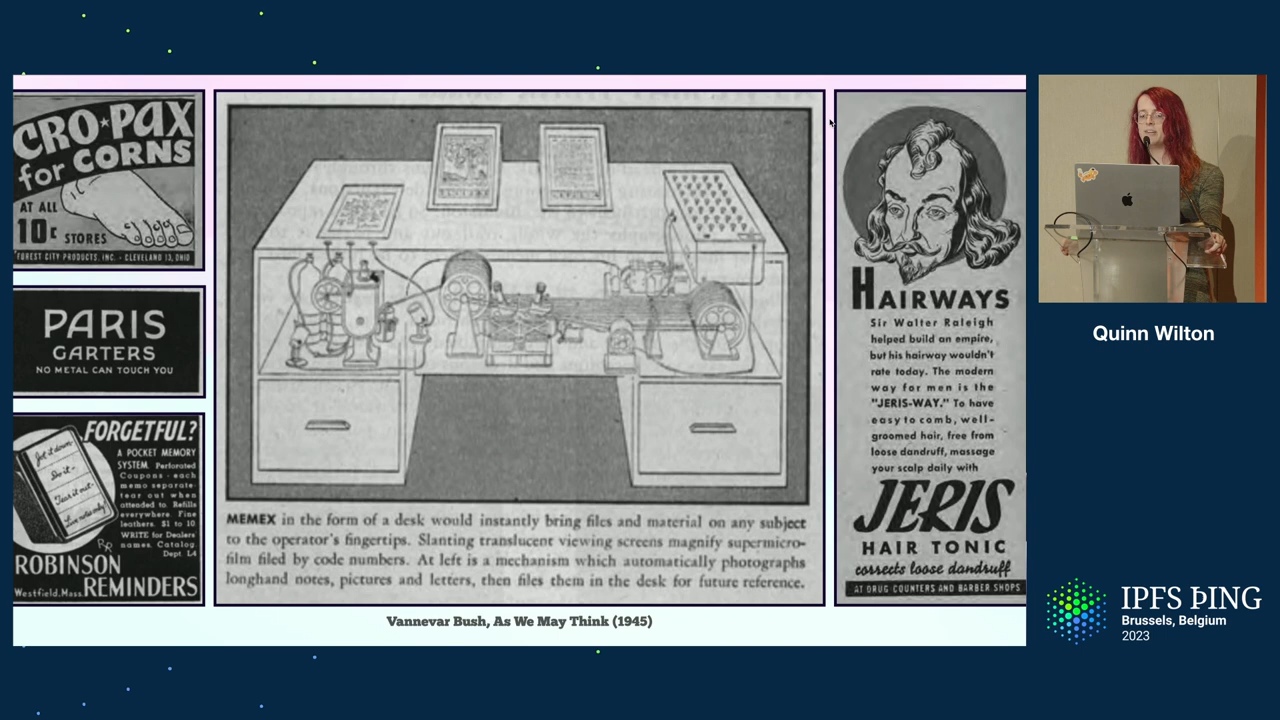 CRO★PAX
for CORNS
AT ALL
10¢ STORES
FOREST CITY PRODUCTS, INC. - CLEVELAND 13, OHIO
PARIS
GARTERS
NO METAL CAN TOUCH YOU
FORGETFUL?
A POCKET MEMORY
SYSTEM. Perforated
Coupons - each
memo separate-
tear out when
attended to. Refills
everywhere. Fine
leathers. $1 to 10
WRITE for Dealers
names. Catalog.
Dept. L4
Get it down
Do it-
Tear it out-
Live notes only
ROBINSON
REMINDERS
Westfield, Mass.
MEMEX in the form of a desk would instantly bring files and material on any subject
to the operator's fingertips. Slanting translucent viewing screens magnify supermicro-
film filed by code numbers. At left is a mechanism which automatically photographs
longhand notes, pictures and letters, then files them in the desk for future reference.
HAIRWAYS
Sir Walter Raleigh
helped build an empire,
but his hairway wouldn't
rate today. The modern
way for men is the
"JERIS-WAY." To have
easy to comb, well-
groomed hair, free from
loose dandruff, massage
your scalp daily with
JERIS
HAIR TONIC
corrects loose dandruff
AT DRUG COUNTERS AND BARBER SHOPS
Vannevar Bush, As We May Think (1945)
Quinn Wilton
IPFS ÞING
Brussels, Belgium
2023